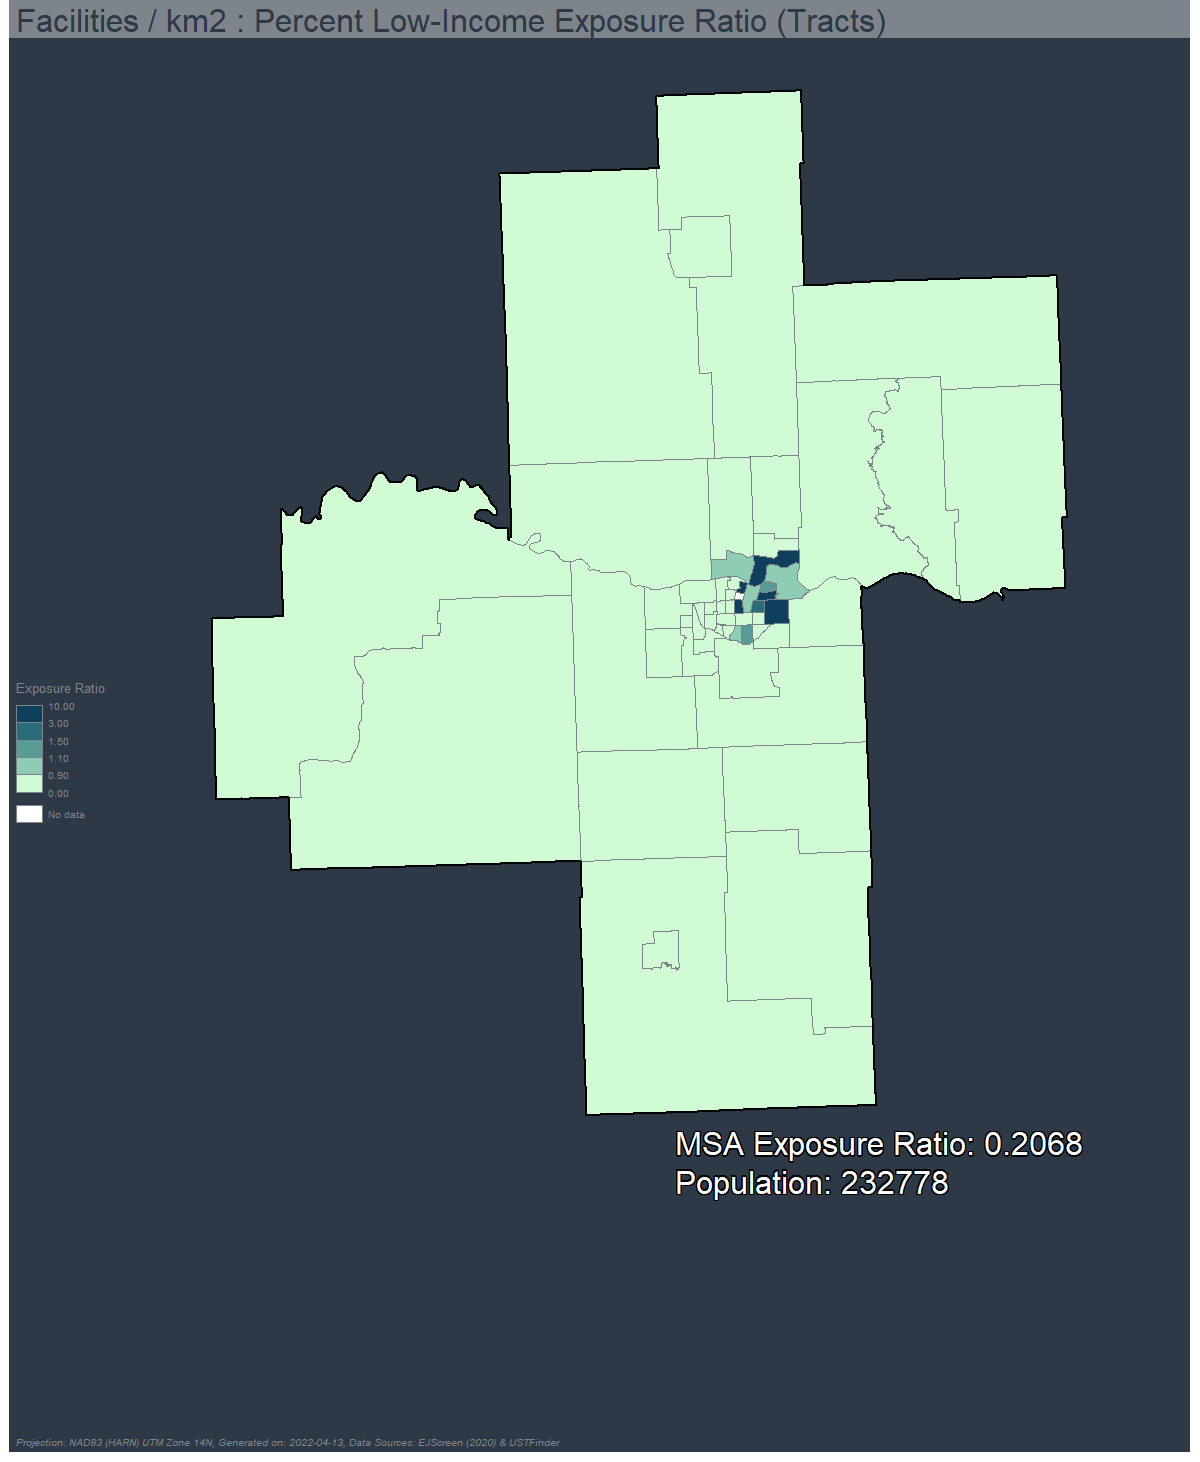 Facilities / km2 : Percent Low-Income Exposure Ratio (Tracts)
Exposure Ratio
10.00
3.00
1.50
1.10
0.90
0.00
No data
MSA Exposure Ratio: 0.2068
Population: 232778
Projection: NAD83 (HARN) UTM Zone 14N, Generated on: 2022-04-13, Data Sources: EJScreen (2020) & USTFinder